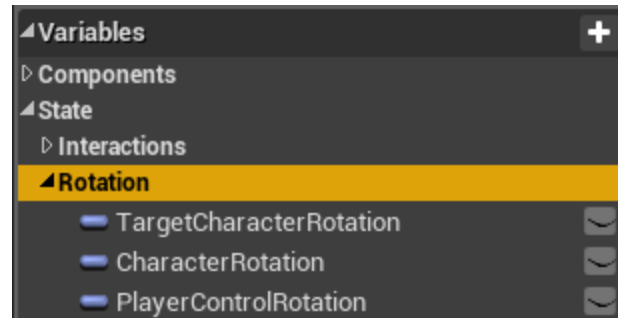 Variables
Components
State
Interactions
Rotation
TargetCharacterRotation
CharacterRotation
PlayerControlRotation